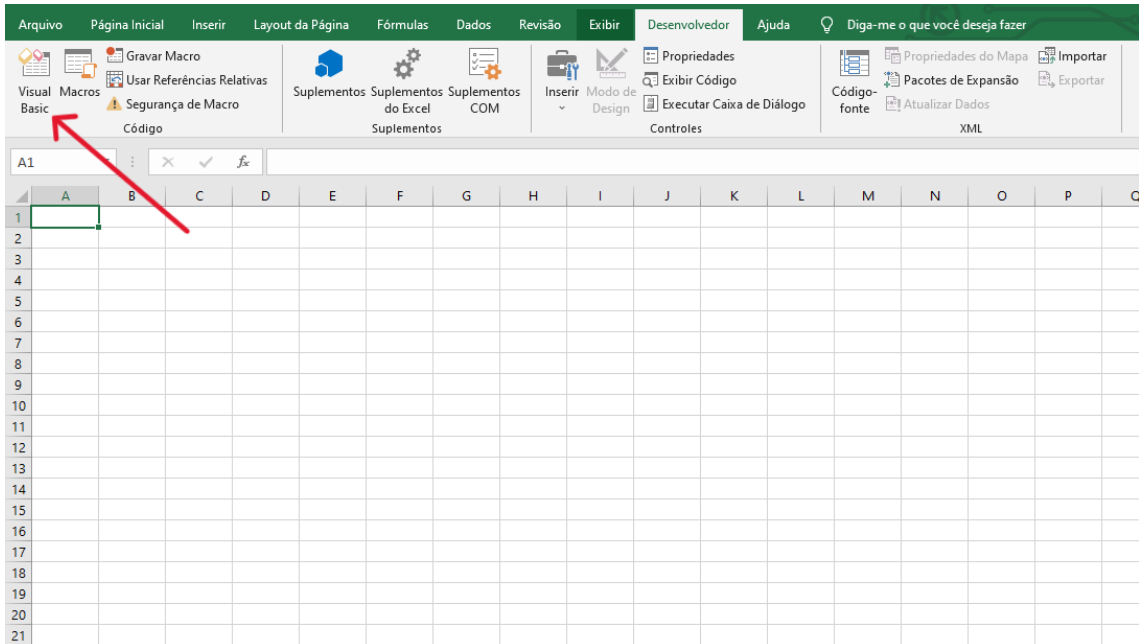 Arquivo Página Inicial Inserir Layout da Página Fórmulas Dados Revisão Exibir Desenvolvedor Ajuda Diga-me o que você deseja fazer
Visual Basic
Macros
Gravar Macro
Usar Referências Relativas
Segurança de Macro
Código
Suplementos
Suplementos do Excel
Suplementos COM
Suplementos
Inserir
Modo de Design
Propriedades
Exibir Código
Executar Caixa de Diálogo
Controles
Código-fonte
Propriedades do Mapa
Pacotes de Expansão
Atualizar Dados
Importar
Exportar
XML
A1 fx
A B C D E F G H I J K L M N O P Q
1
2
3
4
5
6
7
8
9
10
11
12
13
14
15
16
17
18
19
20
21